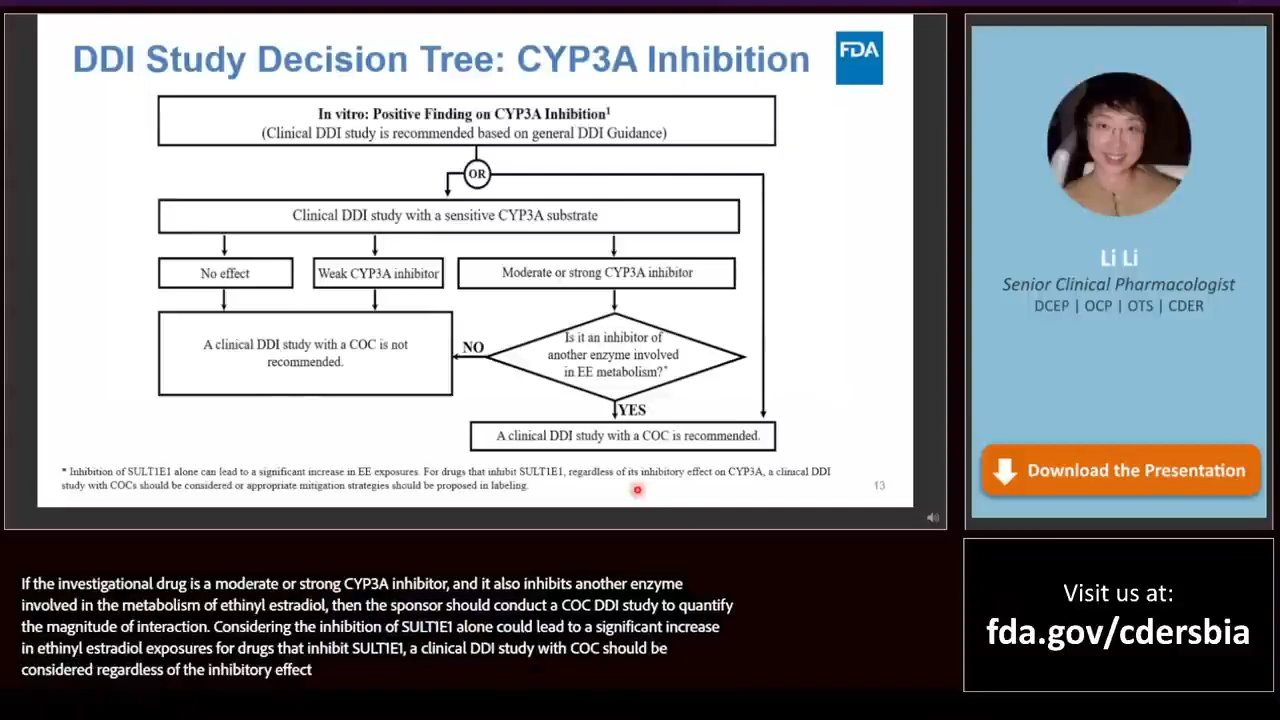 DDI Study Decision Tree: CYP3A Inhibition
FDA
In vitro: Positive Finding on CYP3A Inhibition¹
(Clinical DDI study is recommended based on general DDI Guidance)
OR
Clinical DDI study with a sensitive CYP3A substrate
No effect
Weak CYP3A inhibitor
Moderate or strong CYP3A inhibitor
A clinical DDI study with a COC is not
recommended.
NO
Is it an inhibitor of
another enzyme involved
in EE metabolism?*
YES
A clinical DDI study with a COC is recommended.
* Inhibition of SULT1E1 alone can lead to a significant increase in EE exposures. For drugs that inhibit SULT1E1, regardless of its inhibitory effect on CYP3A, a clinical DDI
study with COCs should be considered or appropriate mitigation strategies should be proposed in labeling.
13
Li Li
Senior Clinical Pharmacologist
DCEP | OCP | OTS | CDER
Download the Presentation
If the investigational drug is a moderate or strong CYP3A inhibitor, and it also inhibits another enzyme
involved in the metabolism of ethinyl estradiol, then the sponsor should conduct a COC DDI study to quantify
the magnitude of interaction. Considering the inhibition of SULT1E1 alone could lead to a significant increase
in ethinyl estradiol exposures for drugs that inhibit SULT1E1, a clinical DDI study with COC should be
considered regardless of the inhibitory effect
Visit us at:
fda.gov/cdersbia